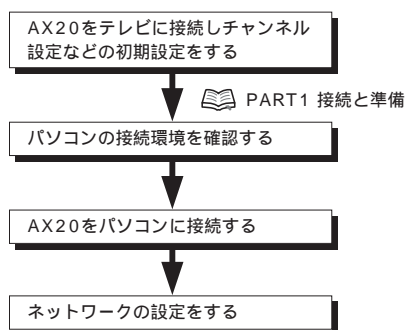 AX20をテレビに接続しチャンネル
設定などの初期設定をする
PART1 接続と準備
パソコンの接続環境を確認する
AX20をパソコンに接続する
ネットワークの設定をする